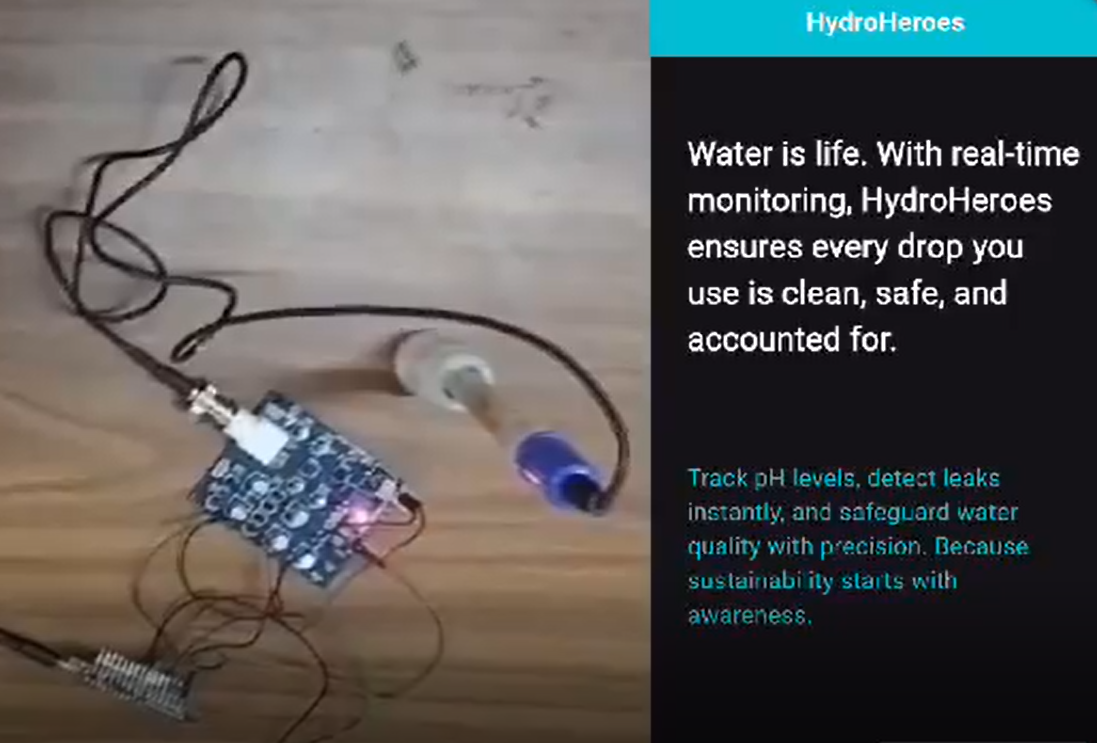 HydroHeroes
Water is life. With real-time
monitoring, HydroHeroes
ensures every drop you
use is clean, safe, and
accounted for.
Track pH levels, detect leaks
instantly, and safeguard water
quality with precision. Because
sustainability starts with
awareness.